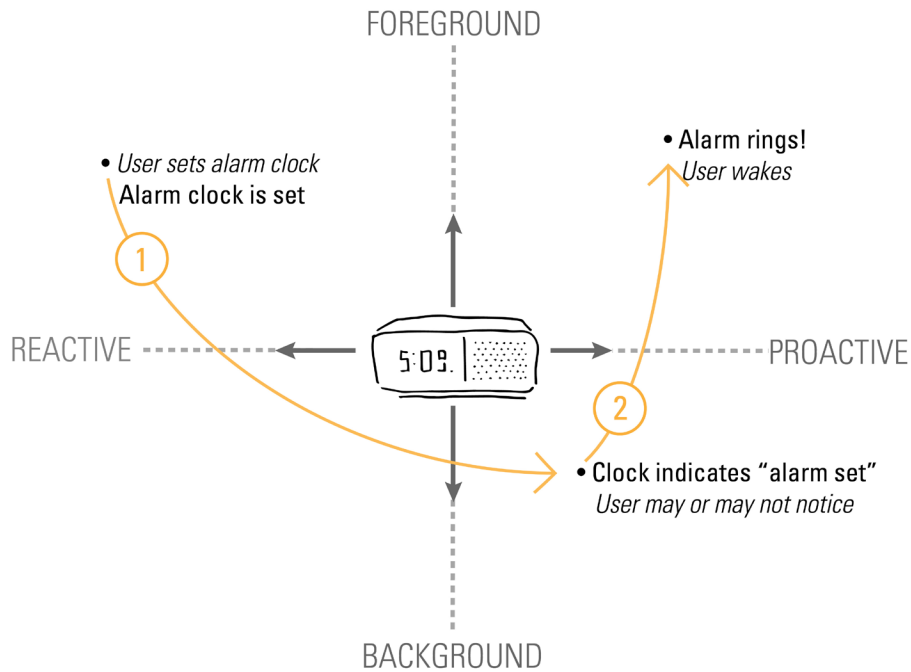 FOREGROUND
• User sets alarm clock
Alarm clock is set
• Alarm rings!
User wakes
1
REACTIVE
5:09.
PROACTIVE
2
• Clock indicates “alarm set”
User may or may not notice
BACKGROUND